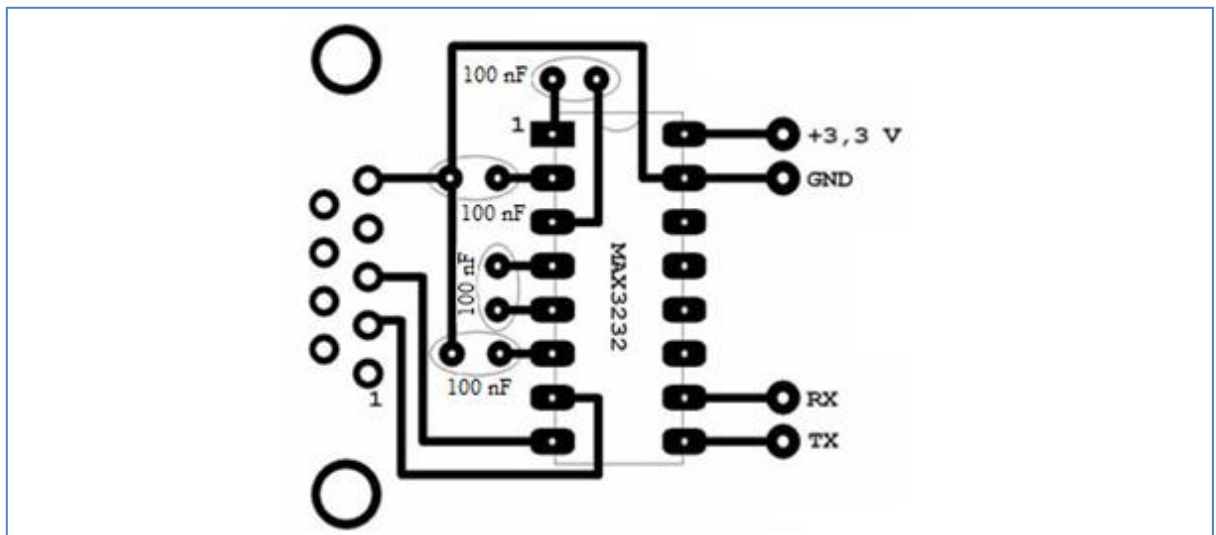 100 nF
1
+3,3 V
GND
100 nF
100 nF
MAX3232
100 nF
1
RX
TX